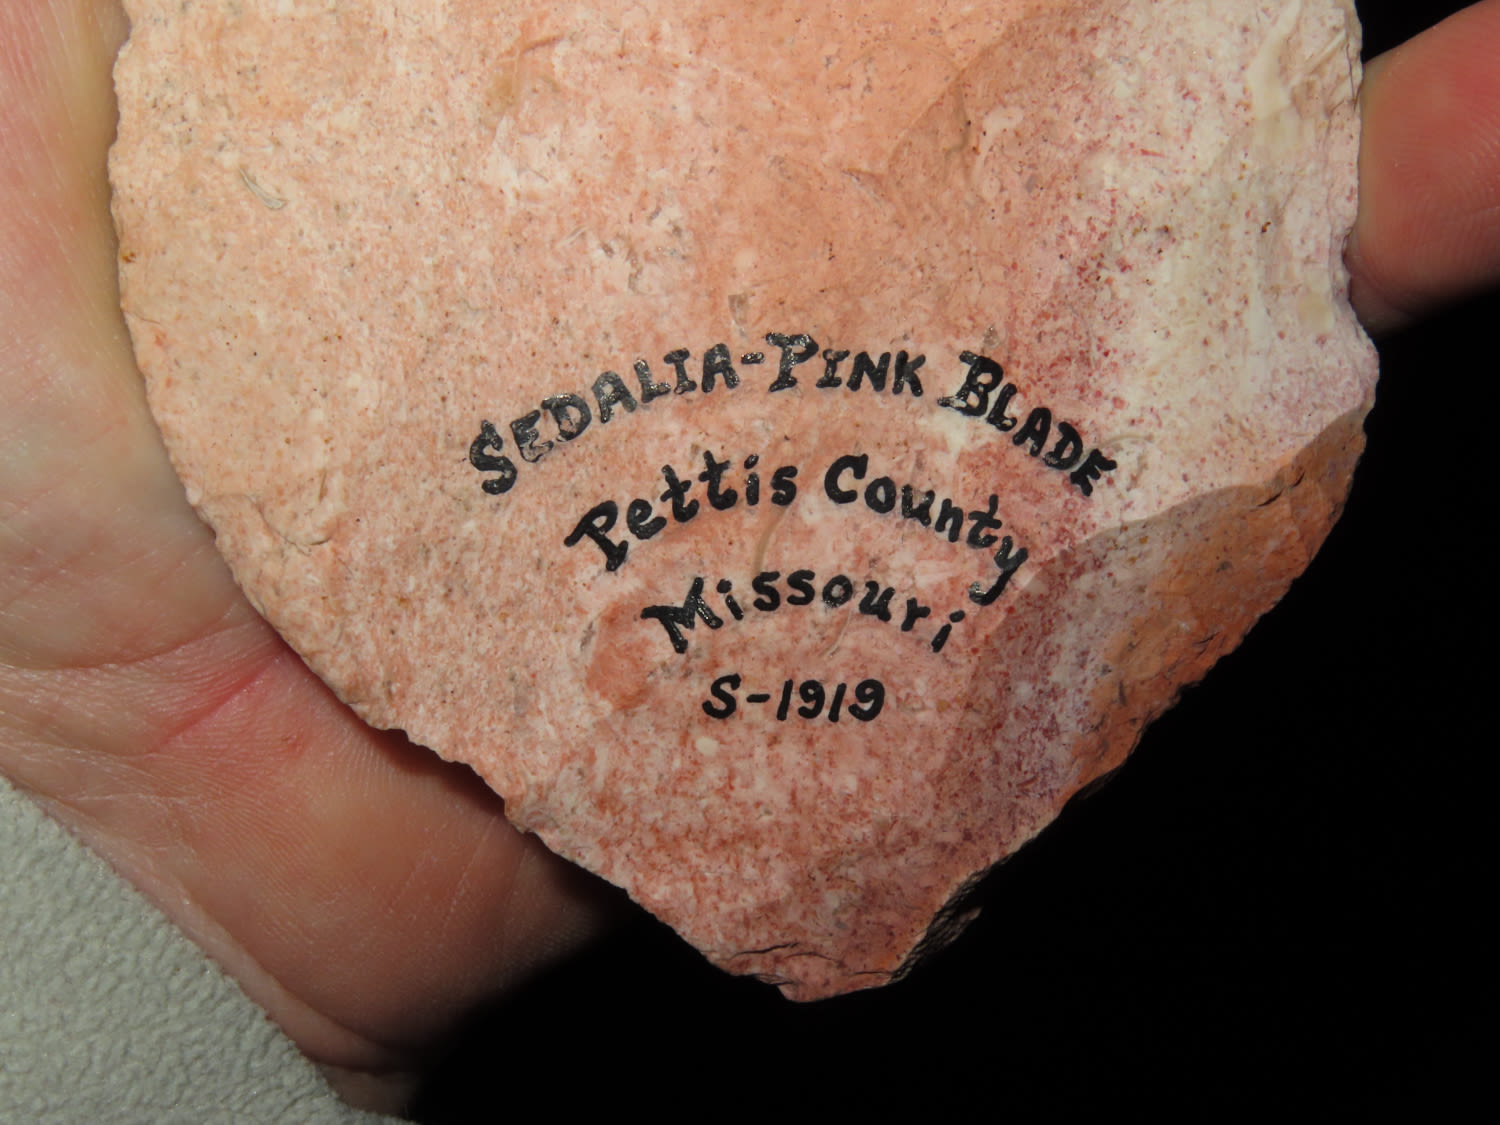 SEDALIA-PINK BLADE
Pettis County
Missouri
S-1919